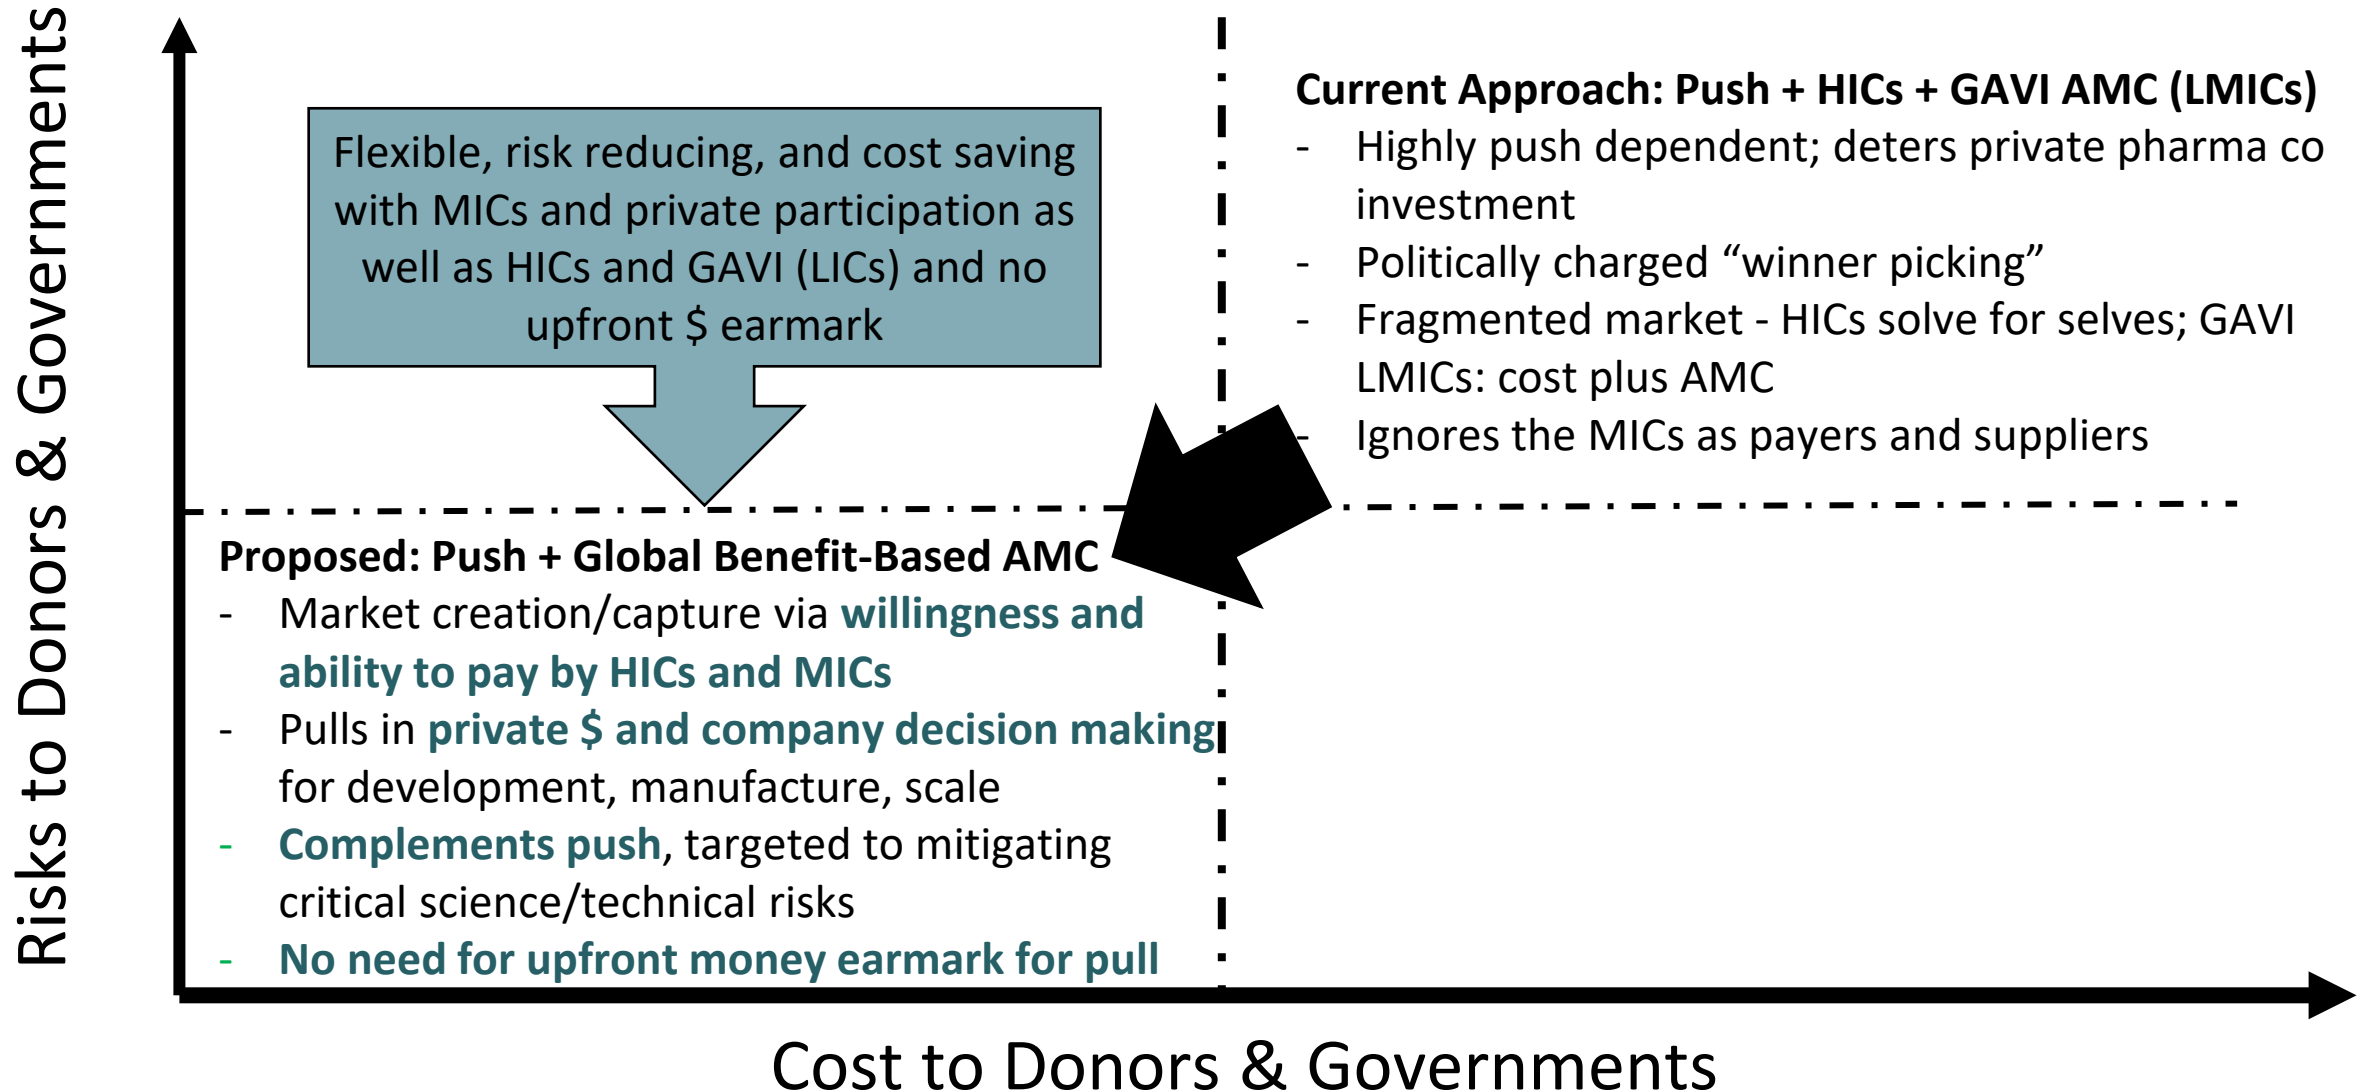 Risks to Donors & Governments
Flexible, risk reducing, and cost saving
with MICs and private participation as
well as HICs and GAVI (LICs) and no
upfront $ earmark
Current Approach: Push + HICs + GAVI AMC (LMICs)
- Highly push dependent; deters private pharma co
investment
- Politically charged “winner picking”
- Fragmented market - HICs solve for selves; GAVI
LMICs: cost plus AMC
- Ignores the MICs as payers and suppliers
Proposed: Push + Global Benefit-Based AMC
- Market creation/capture via willingness and
ability to pay by HICs and MICs
- Pulls in private $ and company decision making
for development, manufacture, scale
- Complements push, targeted to mitigating
critical science/technical risks
- No need for upfront money earmark for pull
Cost to Donors & Governments